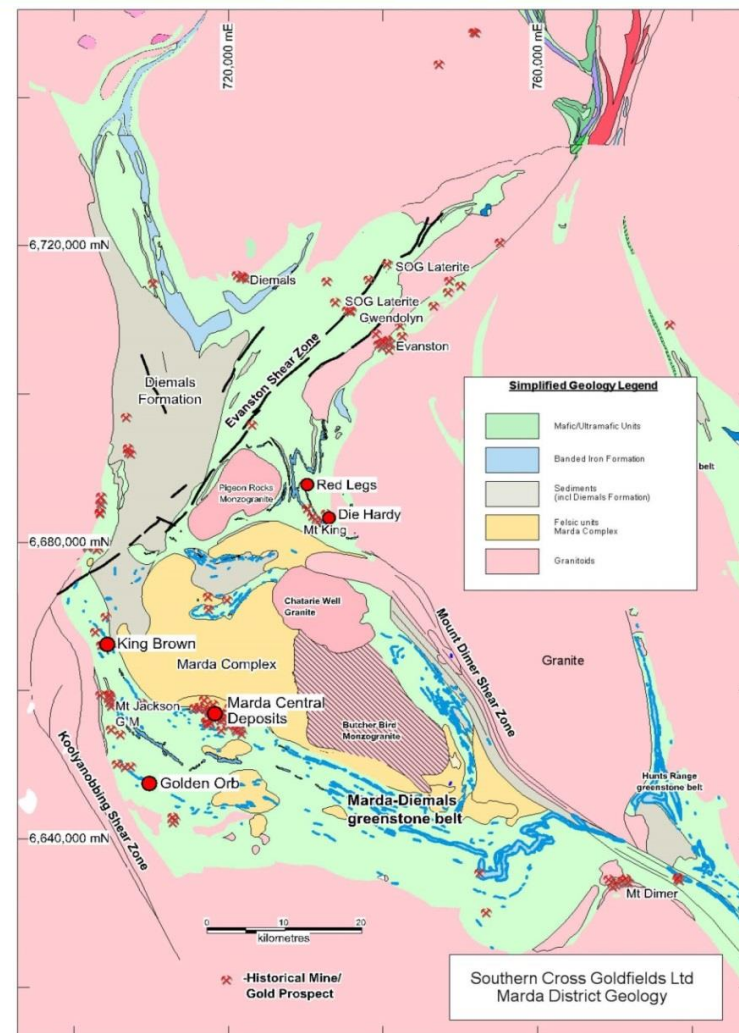 720,000 mE
760,000 mE
6,720,000 mN
Diemals
SOG Laterite
SOG Laterite
Gwendolyn
Evanston
Evanston Shear Zone
Diemals
Formation
Simplified Geology Legend
Mafic/Ultramafic Units
Banded Iron Formation
Sediments
(incl Diemals Formation)
Felsic units
Marda Complex
Granitoids
belt
Pigeon Rocks
Monzogranite
Red Legs
Die Hardy
Mt King
6,680,000 mN
Chatarie Well
Granite
Mount Dimer Shear Zone
Granite
King Brown
Marda Complex
Mt Jackson
G M
Marda Central
Deposits
Butcher Bird
Monzogranite
Koolyanobbing Shear Zone
Golden Orb
Marda-Diemals
greenstone belt
Hunts Range
greenstone belt
6,640,000 mN
Mt Dimer
0 10 20
kilometres
-Historical Mine/
Gold Prospect
Southern Cross Goldfields Ltd
Marda District Geology